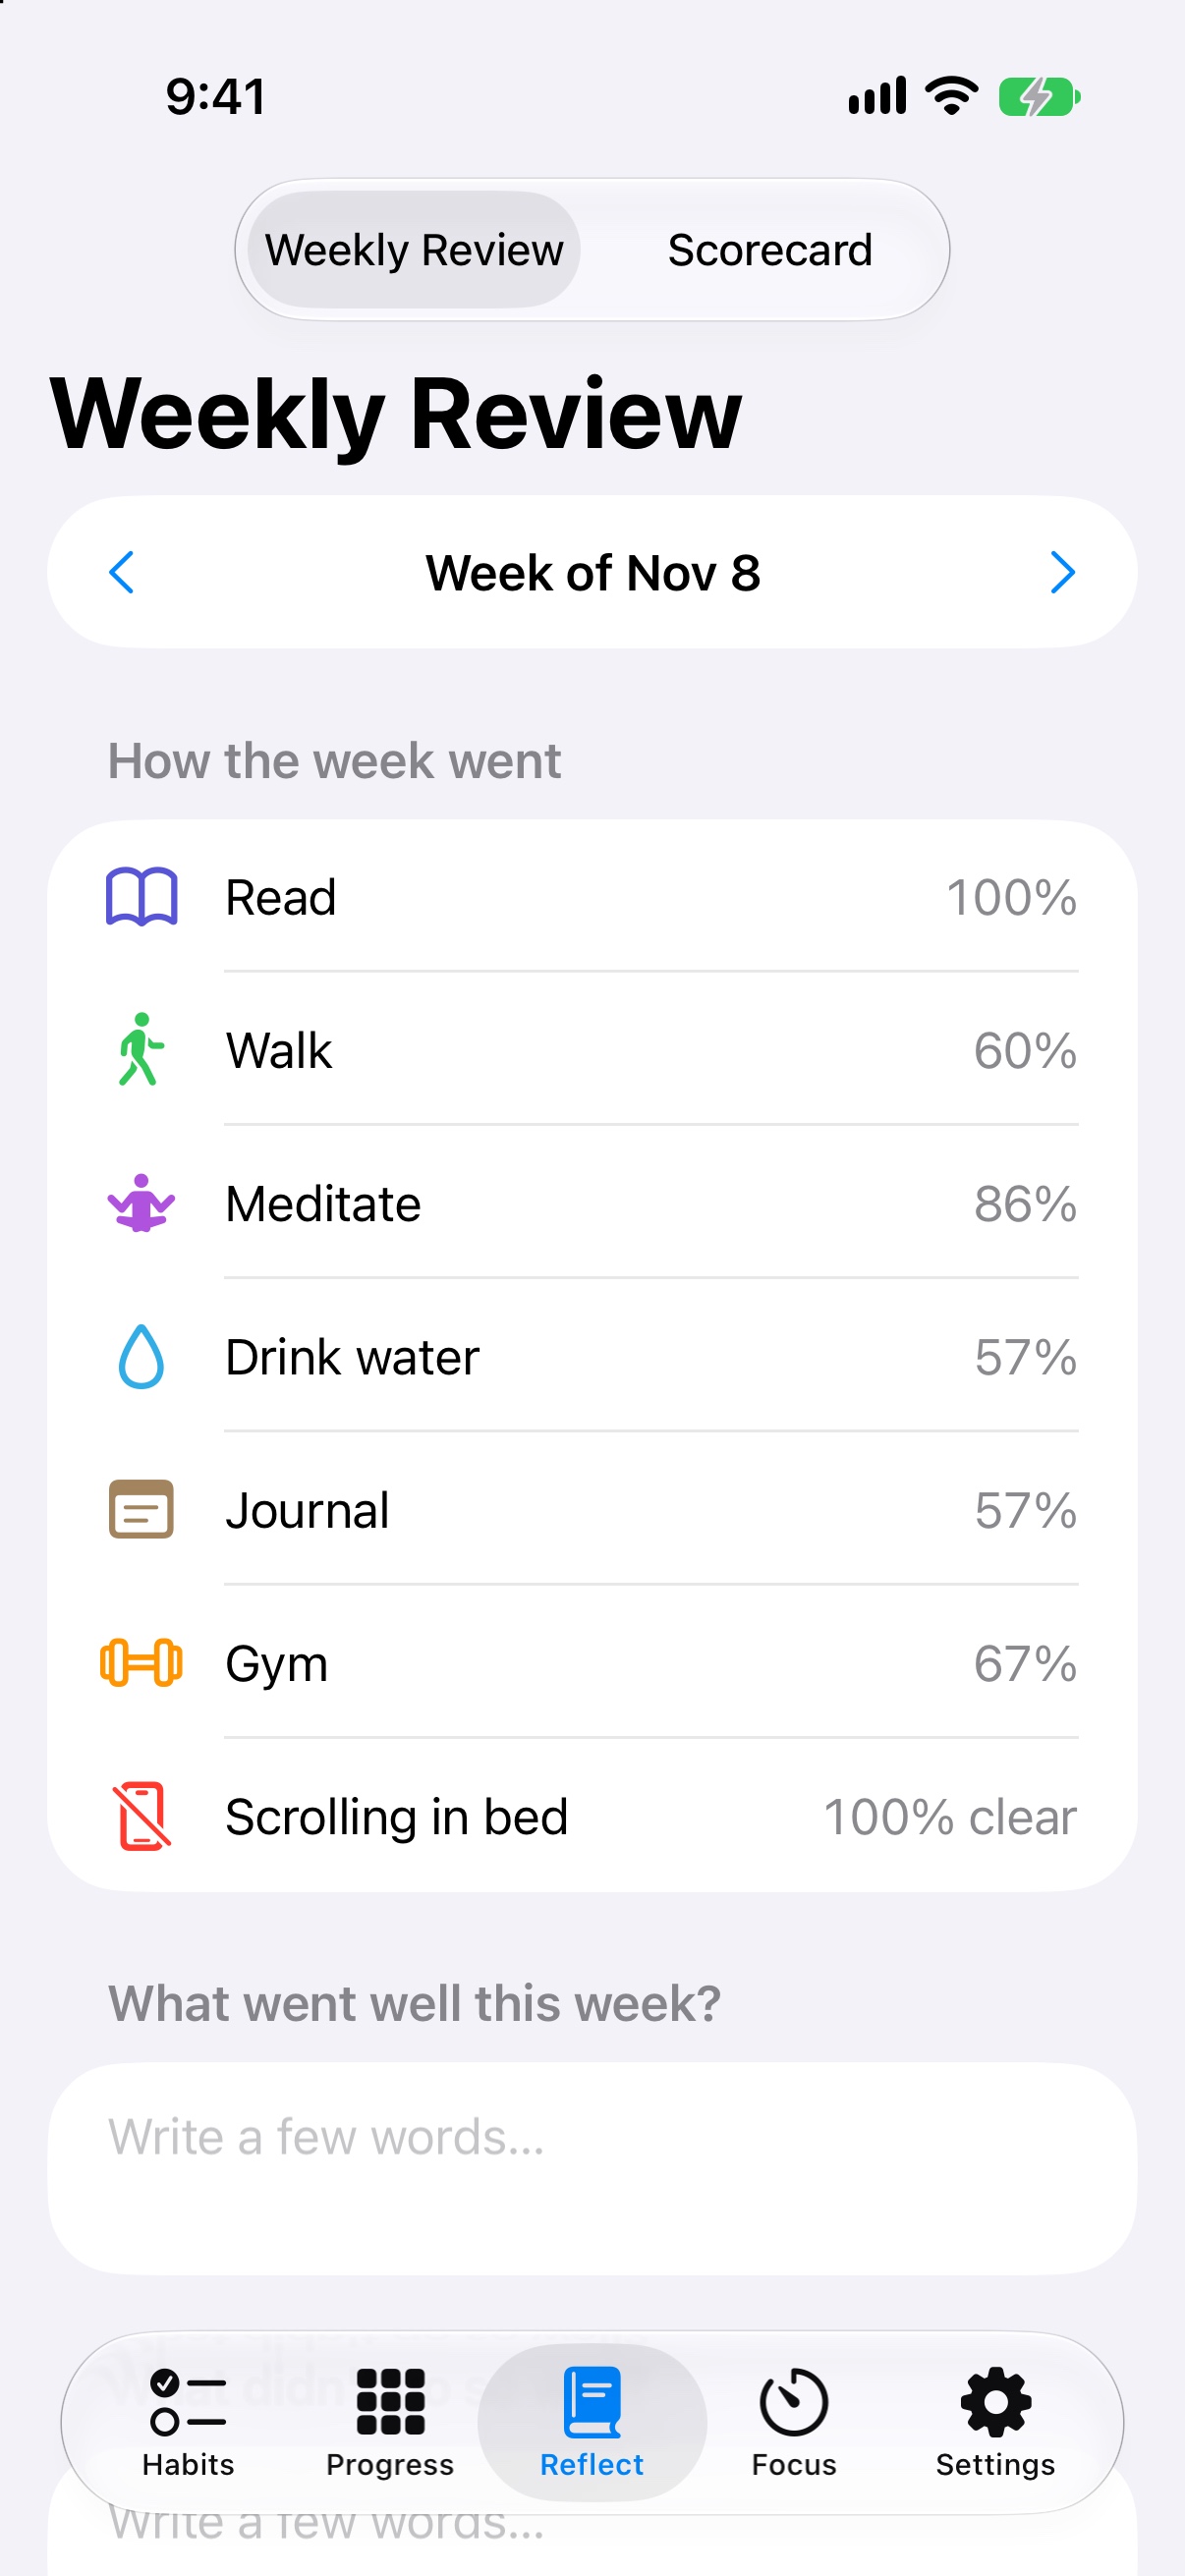 9:41
Weekly Review
Scorecard
Weekly Review
Week of Nov 8
How the week went
Read 100%
Walk 60%
Meditate 86%
Drink water 57%
Journal 57%
Gym 67%
Scrolling in bed 100% clear
What went well this week?
Write a few words...
Habits Progress Reflect Focus Settings
Write a few words...